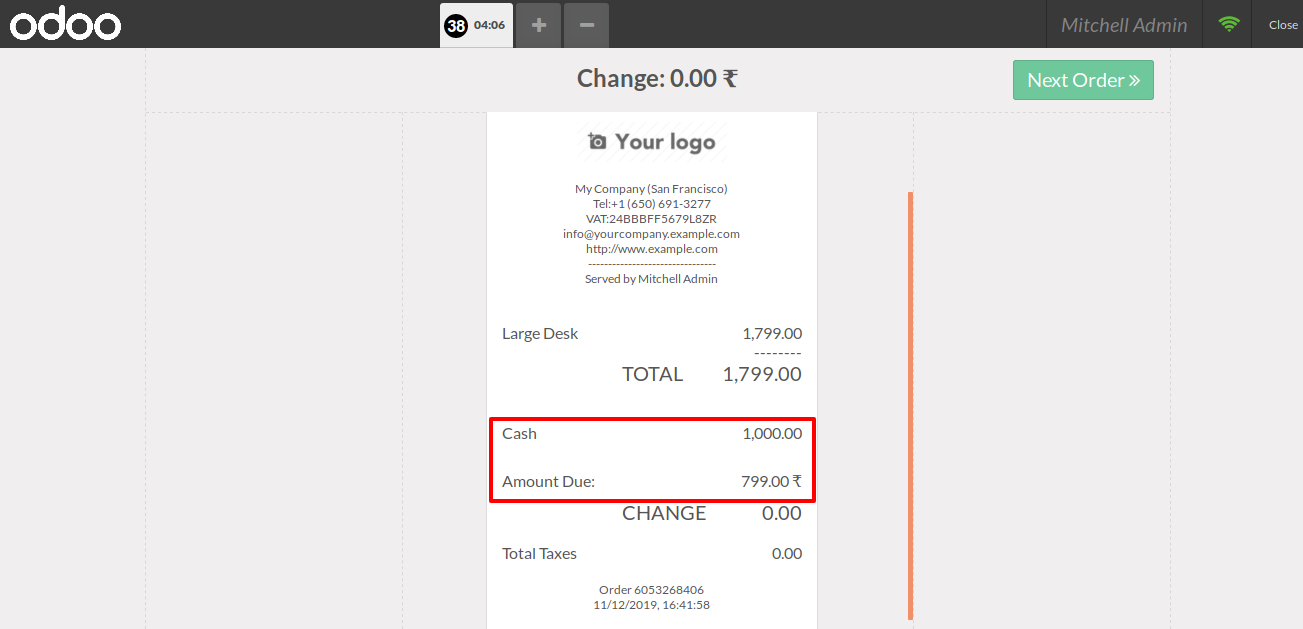 odoo
38 04:06 + −
Mitchell Admin
Close
Change: 0.00 ₹
Next Order »
Your logo
My Company (San Francisco)
Tel:+1 (650) 691-3277
VAT:24BBBFF5679L8ZR
info@yourcompany.example.com
http://www.example.com
--------------------------------
Served by Mitchell Admin
Large Desk 1,799.00
--------
TOTAL 1,799.00
Cash 1,000.00
Amount Due: 799.00 ₹
CHANGE 0.00
Total Taxes 0.00
Order 6053268406
11/12/2019, 16:41:58